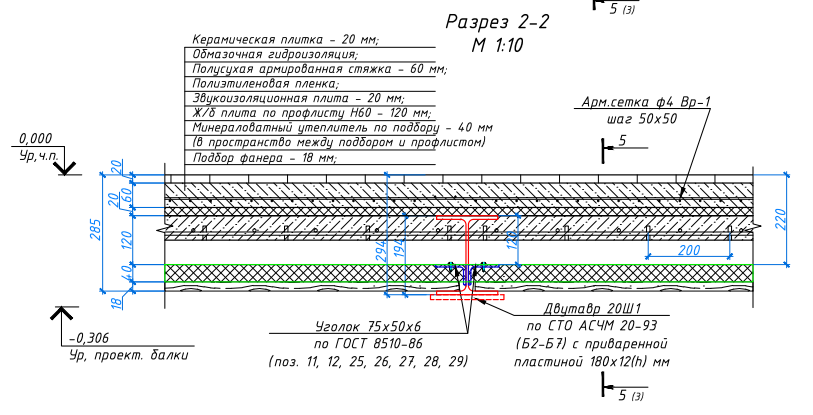 5 (3)
Разрез 2-2
М 1:10
Керамическая плитка - 20 мм;
Обмазочная гидроизоляция;
Полусухая армированная стяжка - 60 мм;
Полиэтиленовая пленка;
Звукоизоляционная плита - 20 мм;
Ж/б плита по профлисту Н60 - 120 мм;
Минераловатный утеплитель по подбору - 40 мм
(в пространство между подбором и профлистом)
Подбор фанера - 18 мм;
Арм.сетка ф4 Вр-1
шаг 50х50
5
0,000
Ур.ч.п.
20
60
20
285
120
40
18
294
194
126
200
220
-0,306
Ур, проект. балки
Уголок 75х50х6
по ГОСТ 8510-86
(поз. 11, 12, 25, 26, 27, 28, 29)
Двутавр 20Ш1
по СТО АСЧМ 20-93
(Б2-Б7) с приваренной
пластиной 180х12(h) мм
5 (3)